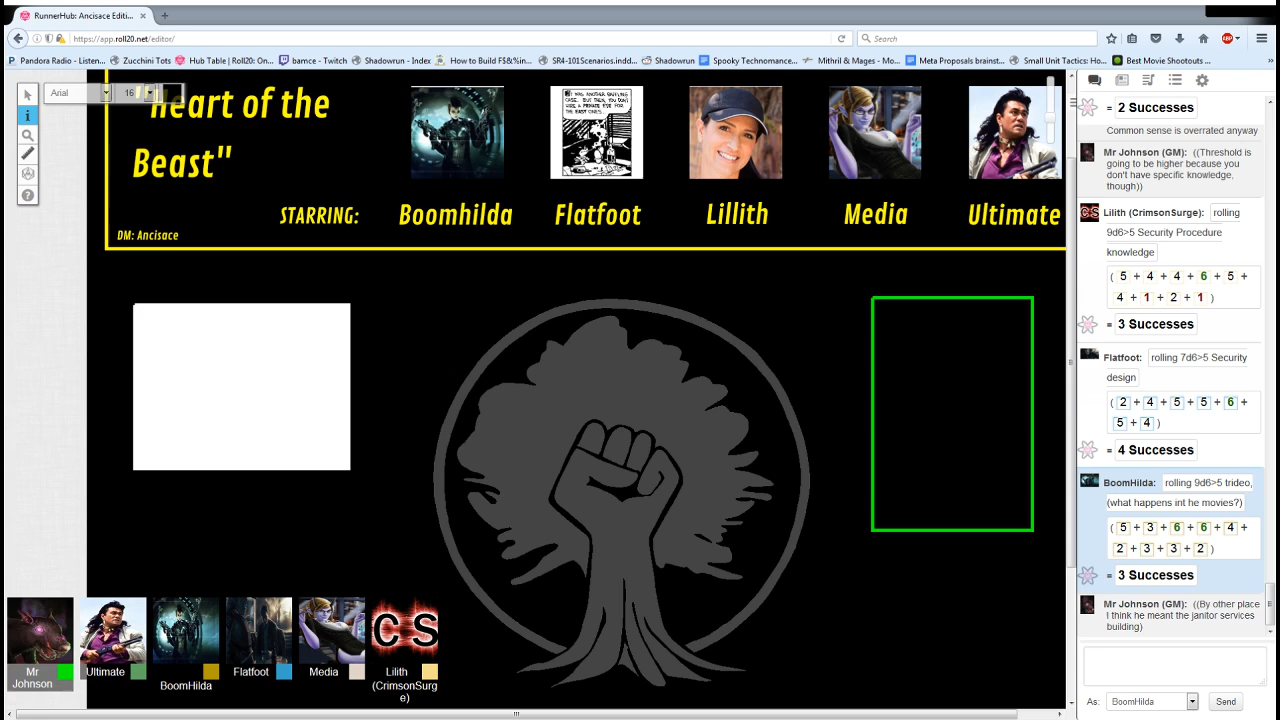 RunnerHub: Ancisace Editi...
https://app.roll20.net/editor/
Search
Pandora Radio - Listen...
Zucchini Tots
Hub Table | Roll20: On...
bamce - Twitch
Shadowrun - Index
How to Build FS&%in...
SR4-101Scenarios.indd...
Shadowrun
Spooky Technomance...
Mithril & Mages - Mo...
Meta Proposals brainst...
Small Unit Tactics: Ho...
Best Movie Shootouts ...
ABP
Arial
16
"Heart of the
Beast"
STARRING:
DM: Ancisace
Boomhilda
Flatfoot
Lillith
Media
Ultimate
Mr
Johnson
Ultimate
BoomHilda
Flatfoot
Media
CS
Lilith
(CrimsonSurg
e)
= 2 Successes
Common sense is overrated anyway
Mr Johnson (GM): ((Threshold is
going to be higher because you
don't have specific knowledge,
though))
CS
Lilith (CrimsonSurge): rolling
9d6>5 Security Procedure
knowledge
( 5 + 4 + 4 + 6 + 5 +
4 + 1 + 2 + 1 )
= 3 Successes
Flatfoot: rolling 7d6>5 Security
design
( 2 + 4 + 5 + 5 + 6 +
5 + 4 )
= 4 Successes
BoomHilda: rolling 9d6>5 trideo,
(what happens int he movies?)
( 5 + 3 + 6 + 6 + 4 +
2 + 3 + 3 + 2 )
= 3 Successes
Mr Johnson (GM): ((By other place
I think he meant the janitor services
building)
As: BoomHilda Send